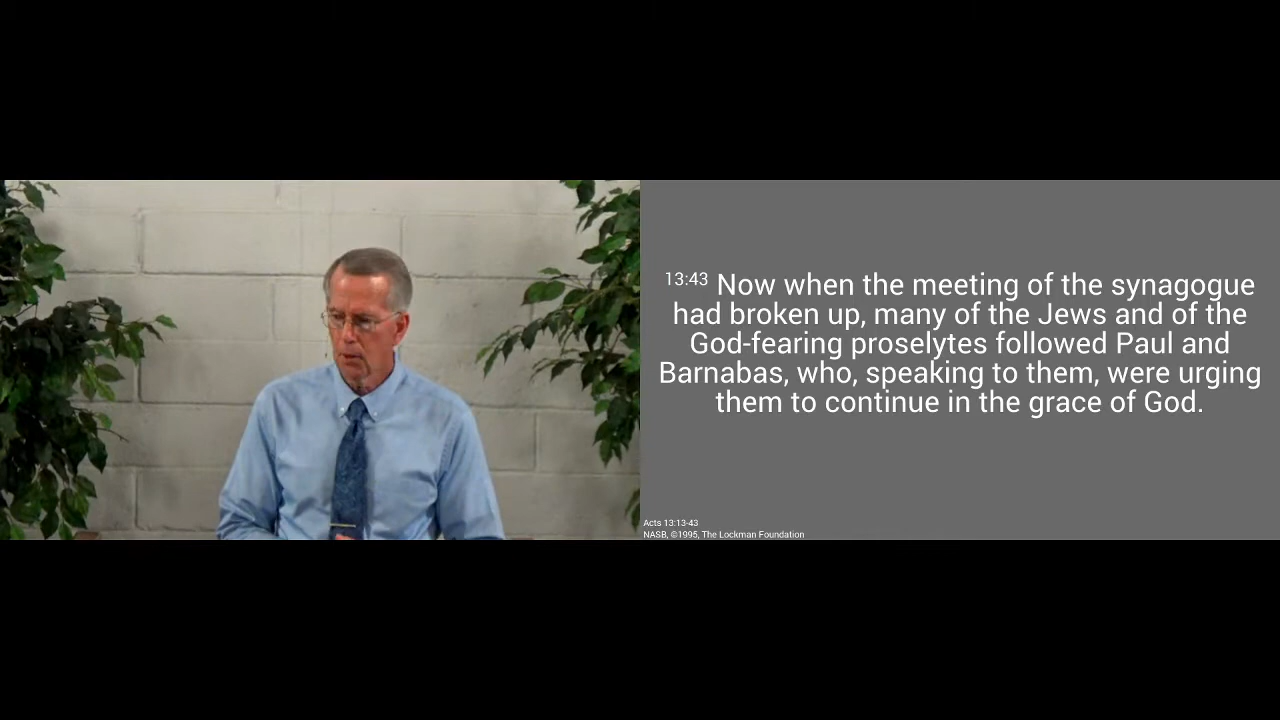 13:43 Now when the meeting of the synagogue
had broken up, many of the Jews and of the
God-fearing proselytes followed Paul and
Barnabas, who, speaking to them, were urging
them to continue in the grace of God.
Acts 13:13-43
NASB, ©1995, The Lockman Foundation